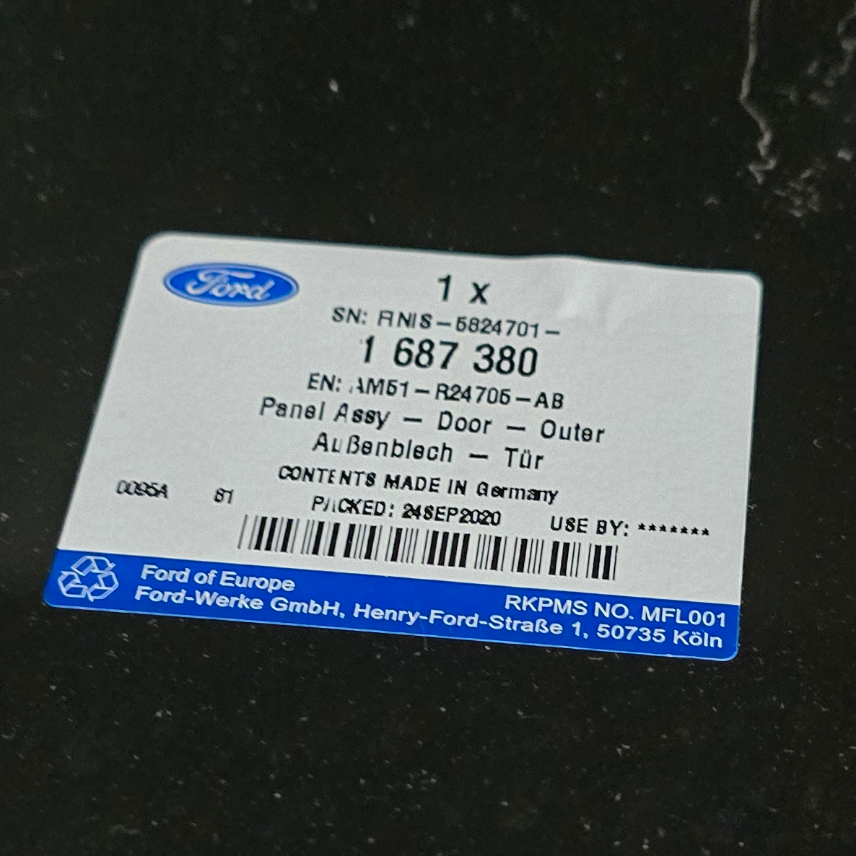 Ford
1 x
SN: FINIS-5824701-
1 687 380
EN: AM51-R24705-AB
Panel Assy - Door - Outer
Außenblech - Tür
CONTENTS MADE IN Germany
0095A 81 PACKED: 24SEP2020 USE BY: *******
Ford of Europe RKPMS NO. MFL001
Ford-Werke GmbH, Henry-Ford-Straße 1, 50735 Köln